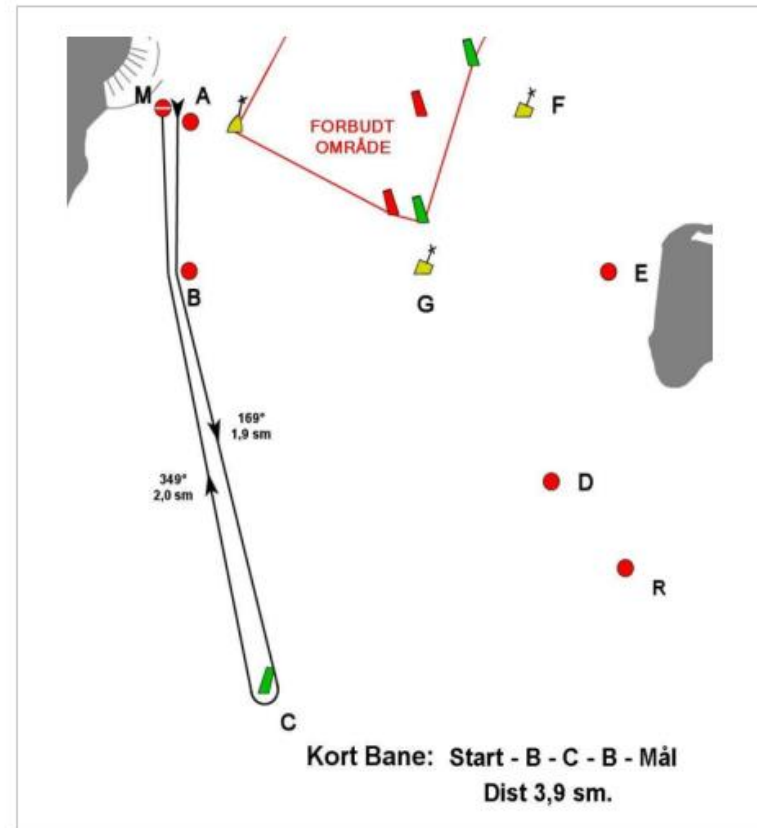 M
A
F
FORBUDT
OMRÅDE
B
G
E
169°
1,9 sm
349°
2,0 sm
D
R
C
Kort Bane: Start - B - C - B - Mål
Dist 3,9 sm.